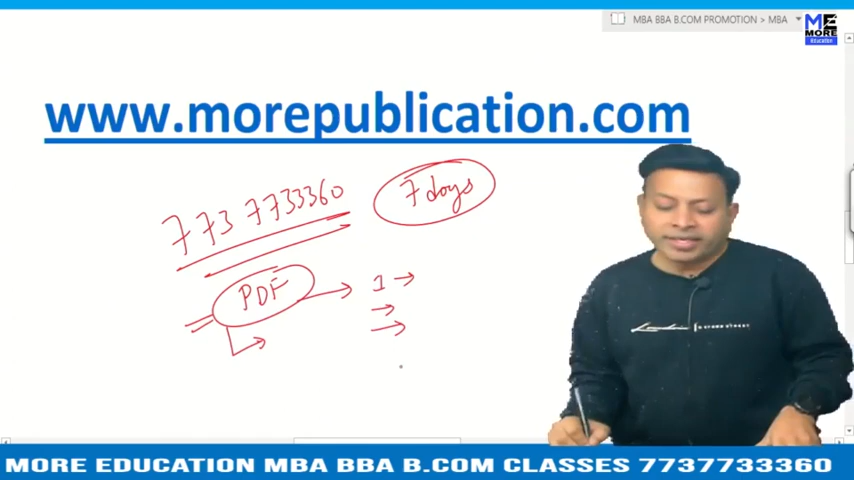 MBA BBA B.COM PROMOTION > MBA
ME
MORE
Education
www.morepublication.com
773 7733360
7 days
PDF
1
MORE EDUCATION MBA BBA B.COM CLASSES 7737733360